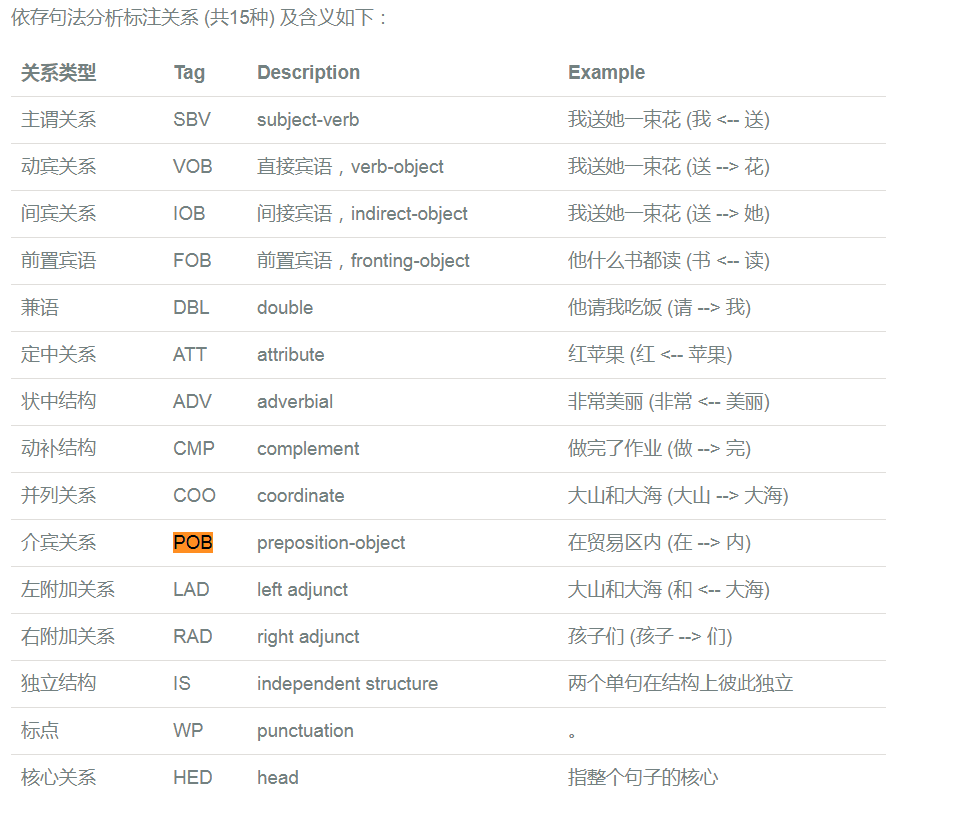 依存句法分析标注关系 (共15种) 及含义如下：
关系类型 Tag Description Example
主谓关系 SBV subject-verb 我送她一束花 (我 <-- 送)
动宾关系 VOB 直接宾语，verb-object 我送她一束花 (送 --> 花)
间宾关系 IOB 间接宾语，indirect-object 我送她一束花 (送 --> 她)
前置宾语 FOB 前置宾语，fronting-object 他什么书都读 (书 <-- 读)
兼语 DBL double 他请我吃饭 (请 --> 我)
定中关系 ATT attribute 红苹果 (红 <-- 苹果)
状中结构 ADV adverbial 非常美丽 (非常 <-- 美丽)
动补结构 CMP complement 做完了作业 (做 --> 完)
并列关系 COO coordinate 大山和大海 (大山 --> 大海)
介宾关系 POB preposition-object 在贸易区内 (在 --> 内)
左附加关系 LAD left adjunct 大山和大海 (和 <-- 大海)
右附加关系 RAD right adjunct 孩子们 (孩子 --> 们)
独立结构 IS independent structure 两个单句在结构上彼此独立
标点 WP punctuation 。
核心关系 HED head 指整个句子的核心